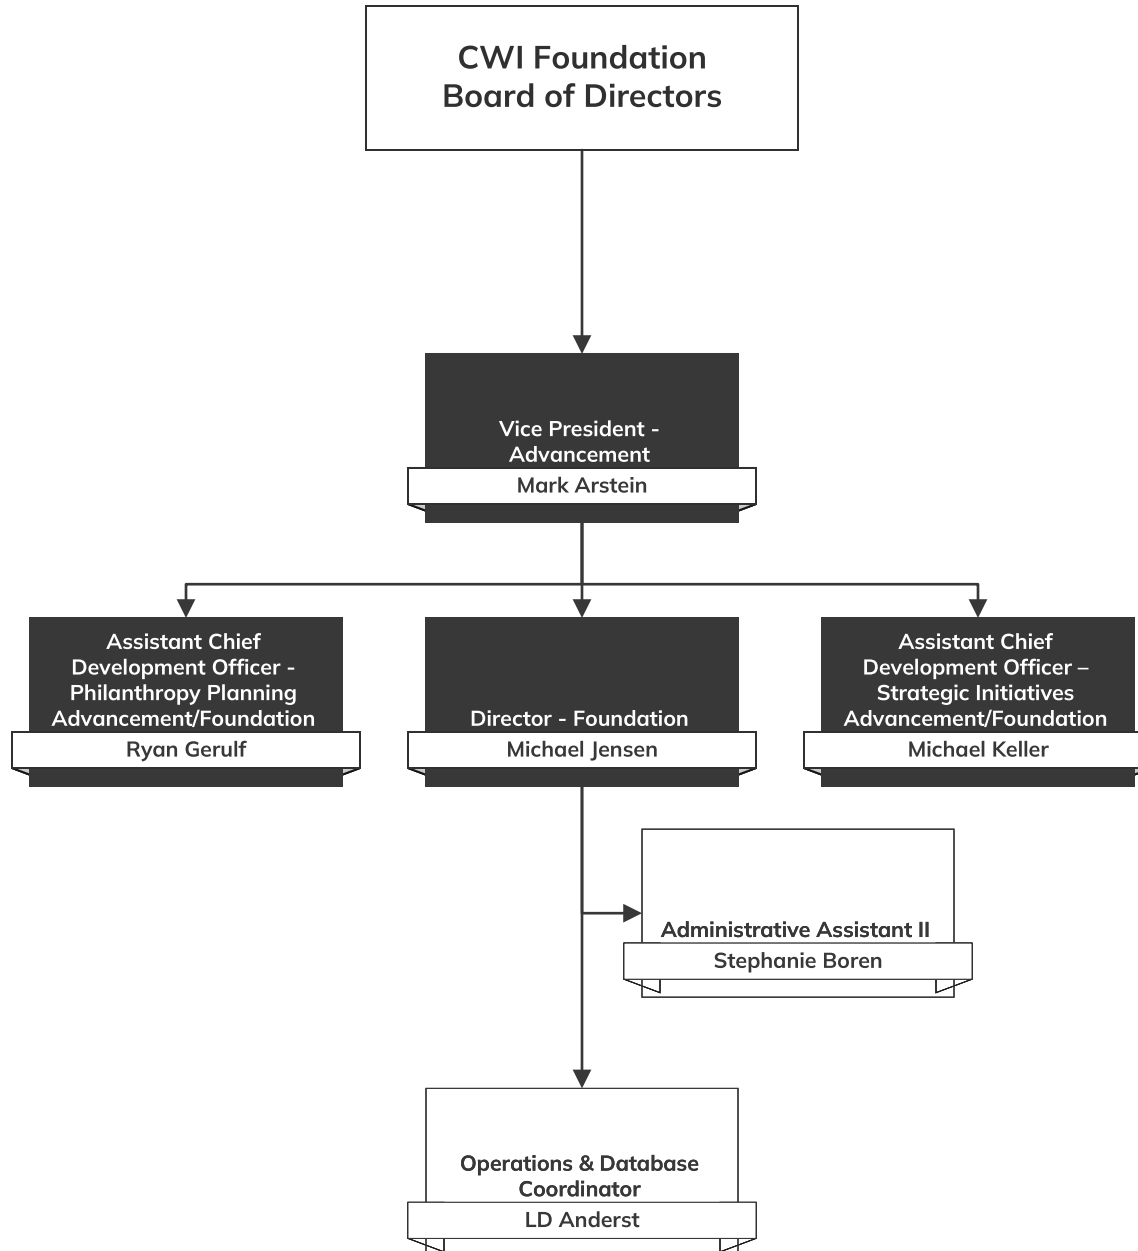 CWI Foundation
Board of Directors
Vice President -
Advancement
Mark Arstein
Assistant Chief
Development Officer -
Philanthropy Planning
Advancement/Foundation
Ryan Gerulf
Director - Foundation
Michael Jensen
Assistant Chief
Development Officer –
Strategic Initiatives
Advancement/Foundation
Michael Keller
Administrative Assistant II
Stephanie Boren
Operations & Database
Coordinator
LD Anderst